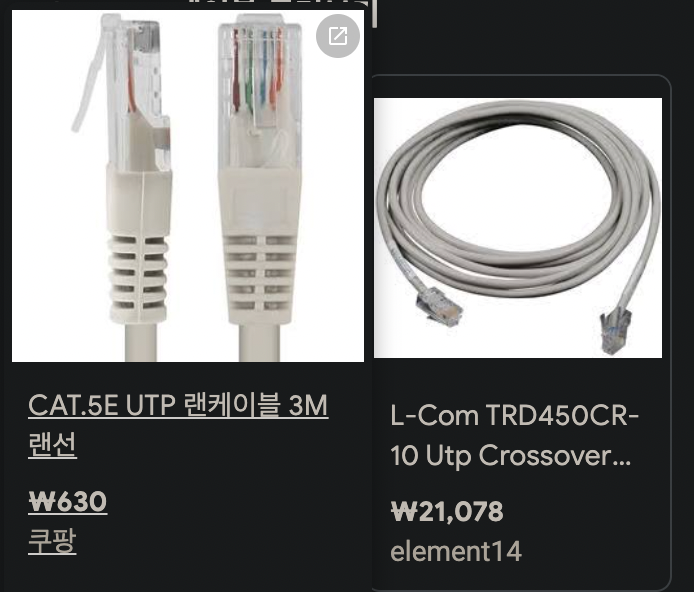 CAT.5E UTP 랜케이블 3M
랜선
₩630
쿠팡
L-Com TRD450CR-
10 Utp Crossover...
₩21,078
element14